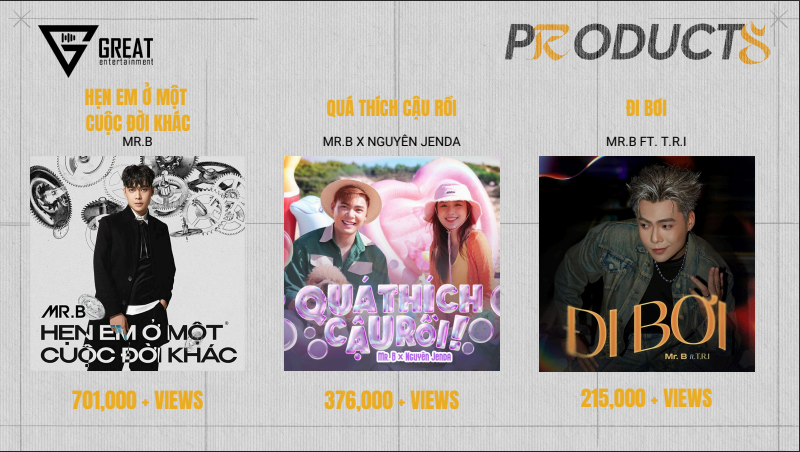 GREAT
entertainment
PRODUCTS
HẸN EM Ở MỘT
CUỘC ĐỜI KHÁC
MR.B
MR.B
HẸN EM Ở MỘT
CUỘC ĐỜI KHÁC
701,000 + VIEWS
QUÁ THÍCH CẬU RỒI
MR.B X NGUYÊN JENDA
QUÁ THÍCH
CẬU RỒI!
Mr. B × Nguyên Jenda
376,000 + VIEWS
ĐI BƠI
MR.B FT. T.R.I
ĐI BƠI
Mr. B ft. T.R.I
215,000 + VIEWS